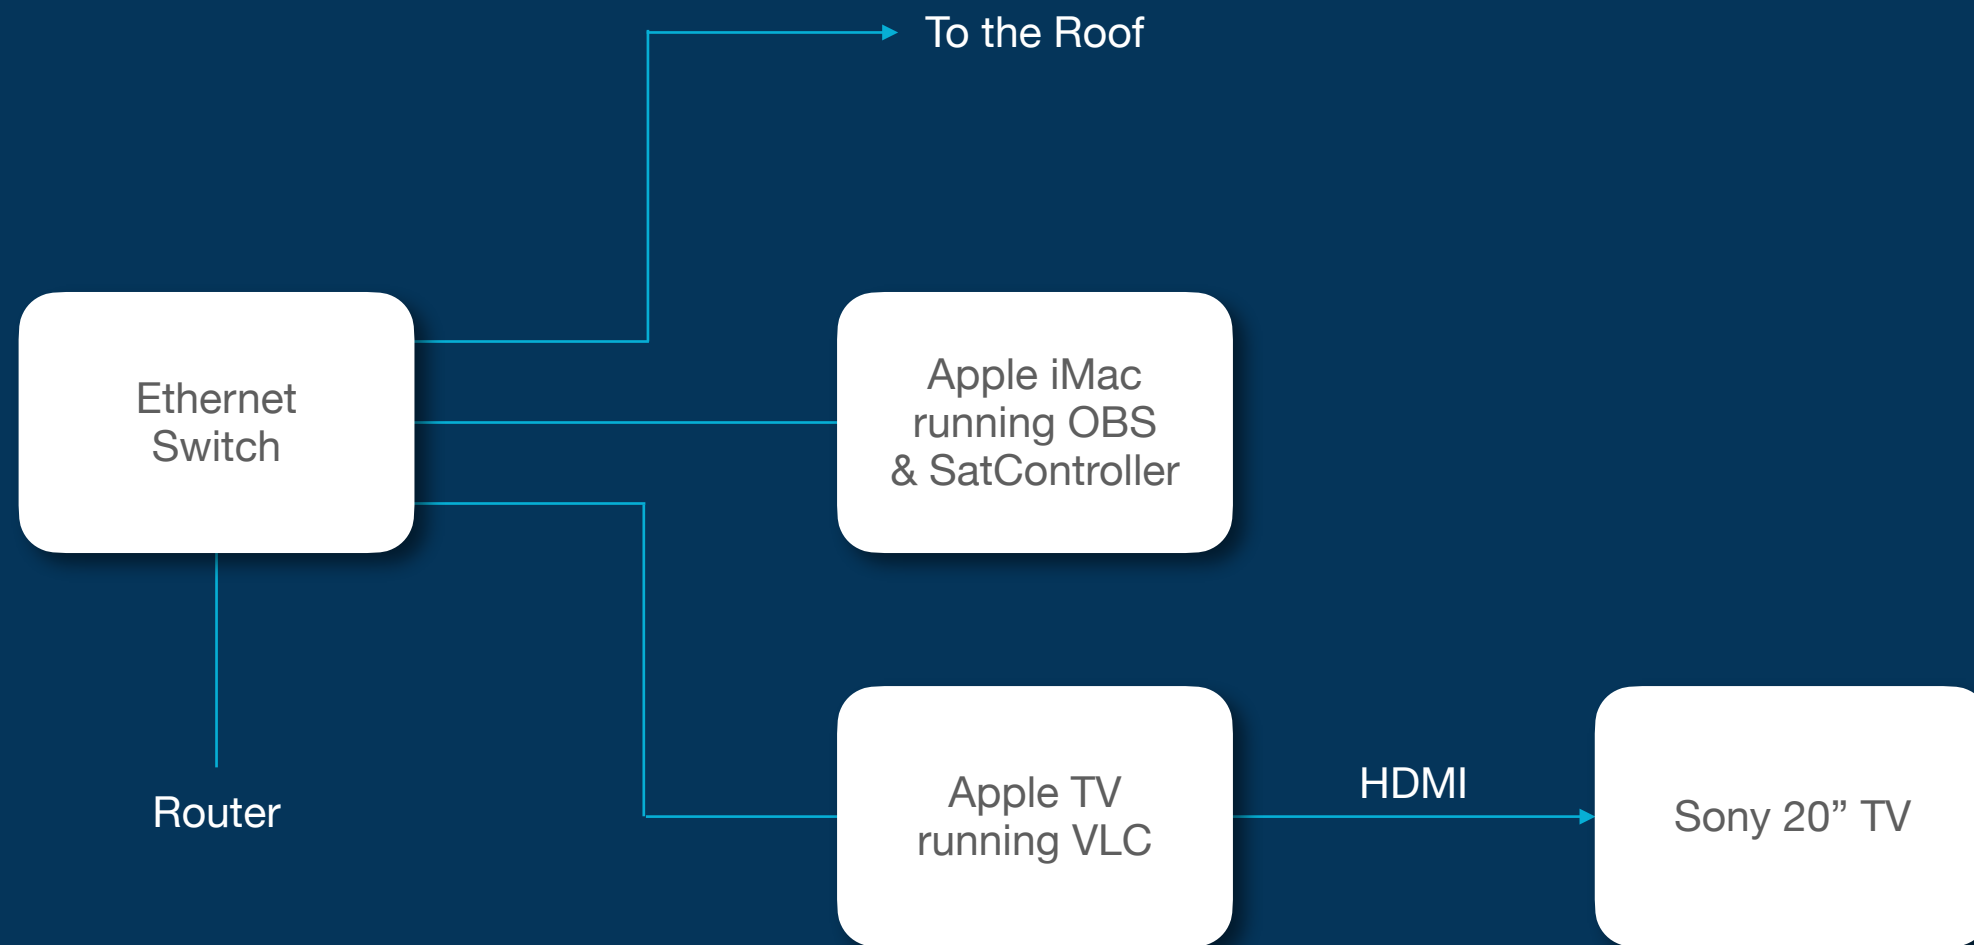 To the Roof
Ethernet
Switch
Apple iMac
running OBS
& SatController
Router
Apple TV
running VLC
HDMI
Sony 20” TV